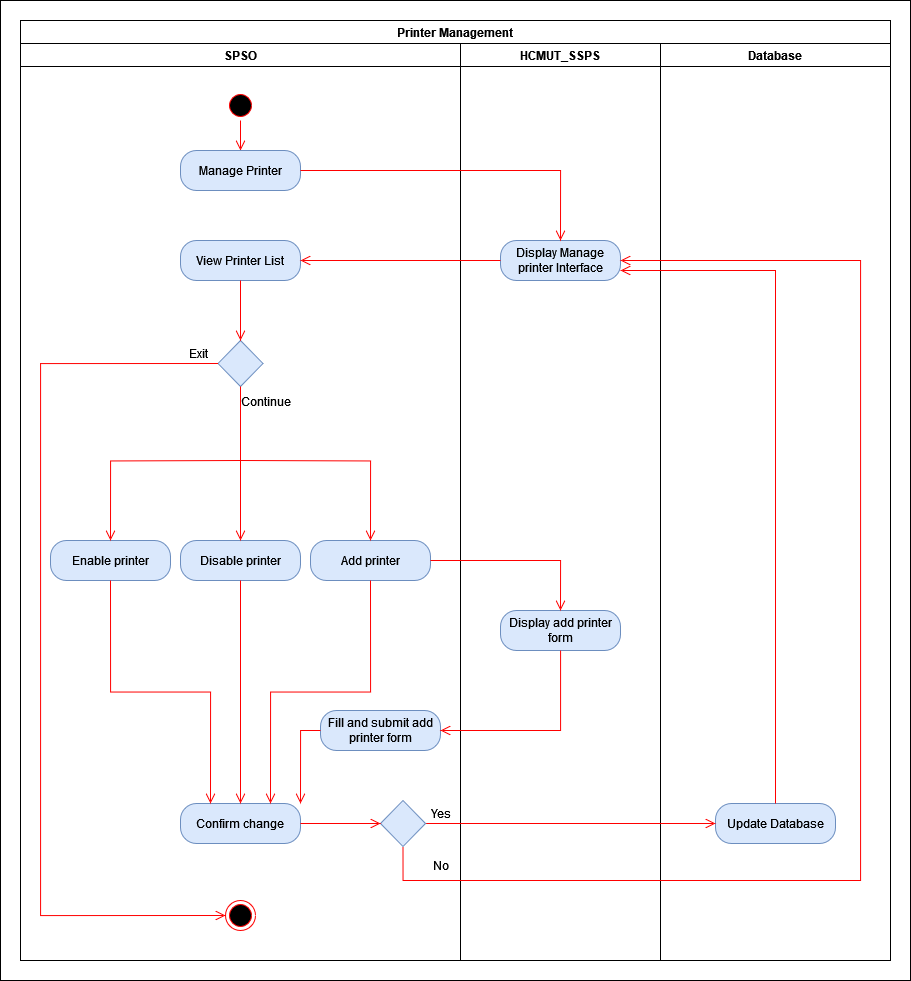 Printer Management
SPSO
HCMUT_SSPS
Database
Manage Printer
View Printer List
Display Manage
printer Interface
Exit
Continue
Enable printer
Disable printer
Add printer
Display add printer
form
Fill and submit add
printer form
Confirm change
Yes
Update Database
No